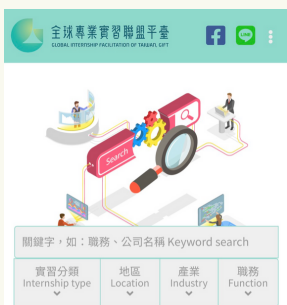 全球專業實習聯盟平臺
GLOBAL INTERNSHIP FACILITATION OF TAIWAN, GIFT
LINE
Search
關鍵字，如：職務、公司名稱 Keyword search
實習分類 地區 產業 職務
Internship type Location Industry Function